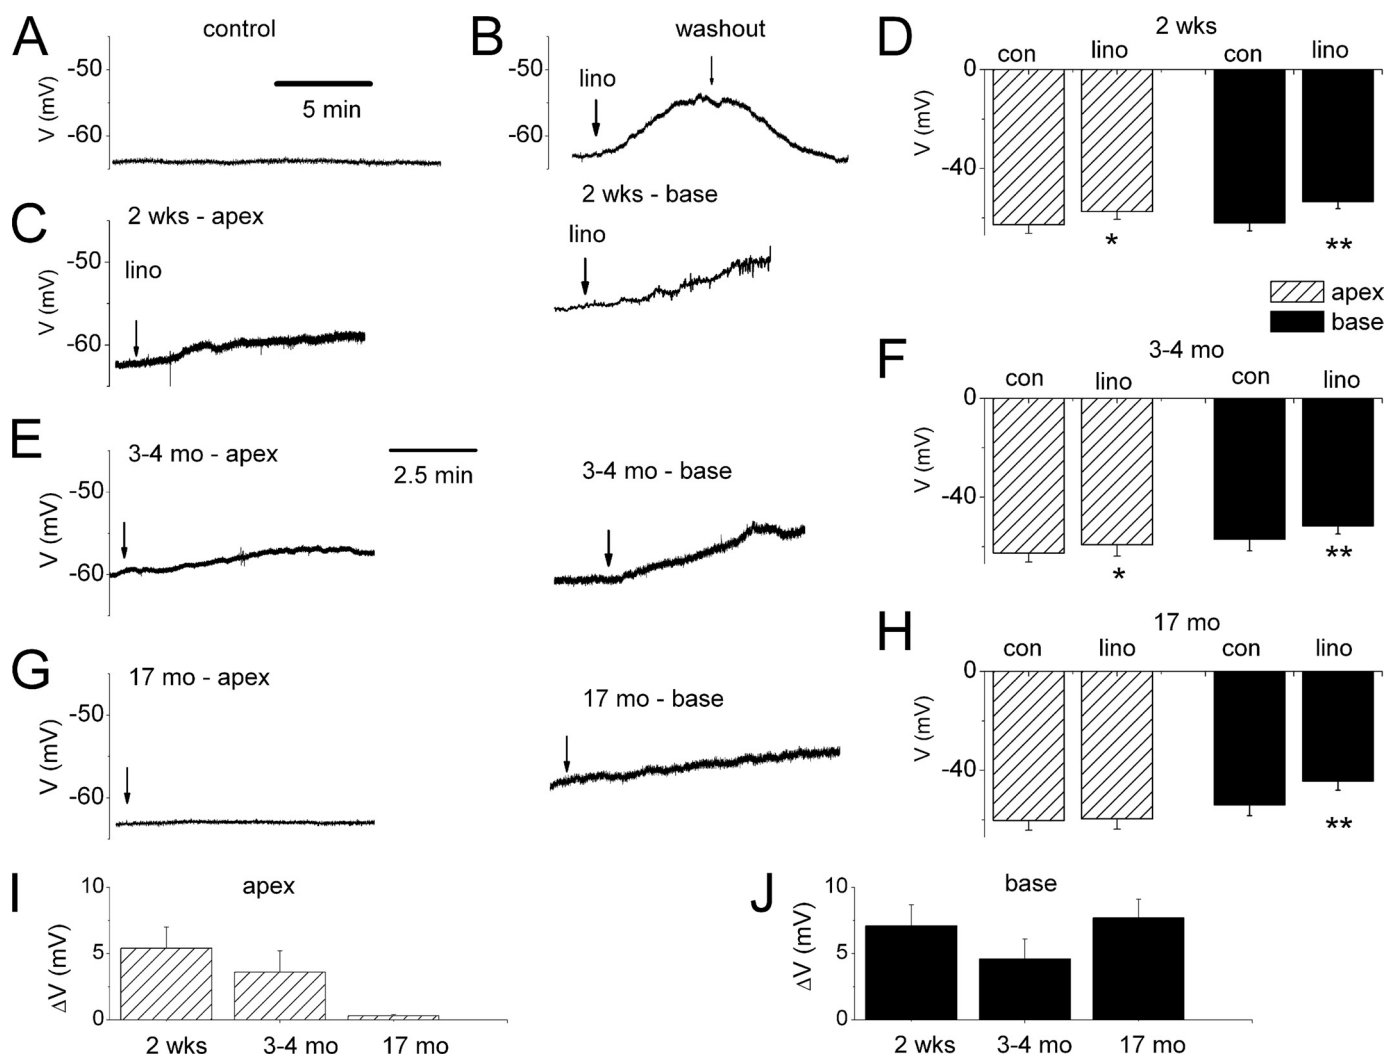 A
control
V (mV)
-50
-60
5 min
B
washout
lino
-50
-60
D
2 wks
con
lino
con
lino
V (mV)
0
-40
*
**
C
2 wks - apex
lino
V (mV)
-50
-60
2 wks - base
lino
apex
base
E
3-4 mo - apex
2.5 min
V (mV)
-50
-60
3-4 mo - base
F
3-4 mo
con
lino
con
lino
V (mV)
0
-40
*
**
G
17 mo - apex
V (mV)
-50
-60
17 mo - base
H
17 mo
con
lino
con
lino
V (mV)
0
-40
**
I
apex
ΔV (mV)
10
5
0
2 wks
3-4 mo
17 mo
J
base
ΔV (mV)
10
5
0
2 wks
3-4 mo
17 mo